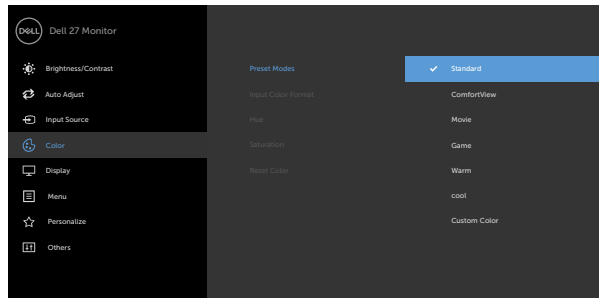 DELL
Dell 27 Monitor
Brightness/Contrast
Auto Adjust
Input Source
Color
Display
Menu
Personalize
Others
Preset Modes
Input Color Format
Hue
Saturation
Reset Color
Standard
ComfortView
Movie
Game
Warm
cool
Custom Color